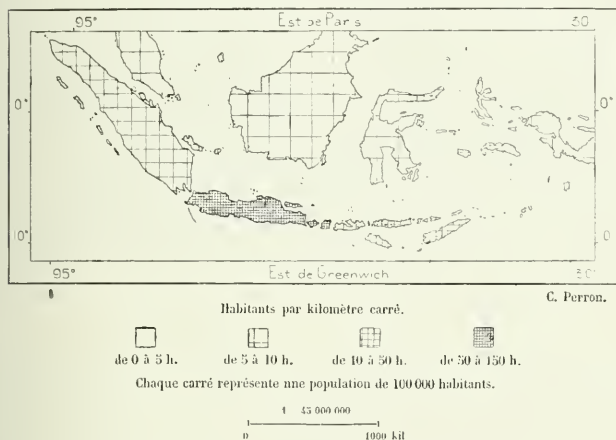 Est de Paris
95° 30
0° 0°
10° 0
95° 30°
Est de Greenwich
C. Perron.
Habitants par kilomètre carré.
de 0 à 5 h. de 5 à 10 h. de 10 à 50 h. de 50 à 150 h.
Chaque carré représente nne population de 100 000 habitants.
1 45 000 000
0 1000 kil